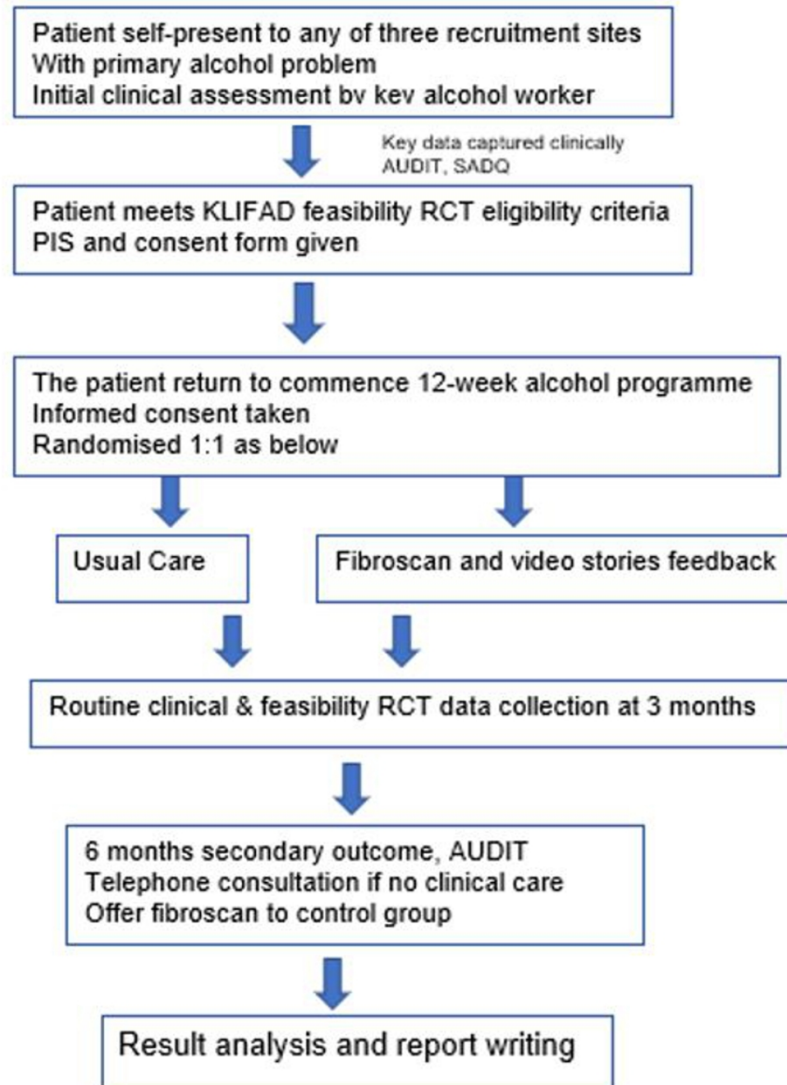 Patient self-present to any of three recruitment sites
With primary alcohol problem
Initial clinical assessment by key alcohol worker
Key data captured clinically
AUDIT, SADQ
Patient meets KLIFAD feasibility RCT eligibility criteria
PIS and consent form given
The patient return to commence 12-week alcohol programme
Informed consent taken
Randomised 1:1 as below
Usual Care
Fibroscan and video stories feedback
Routine clinical & feasibility RCT data collection at 3 months
6 months secondary outcome, AUDIT
Telephone consultation if no clinical care
Offer fibroscan to control group
Result analysis and report writing